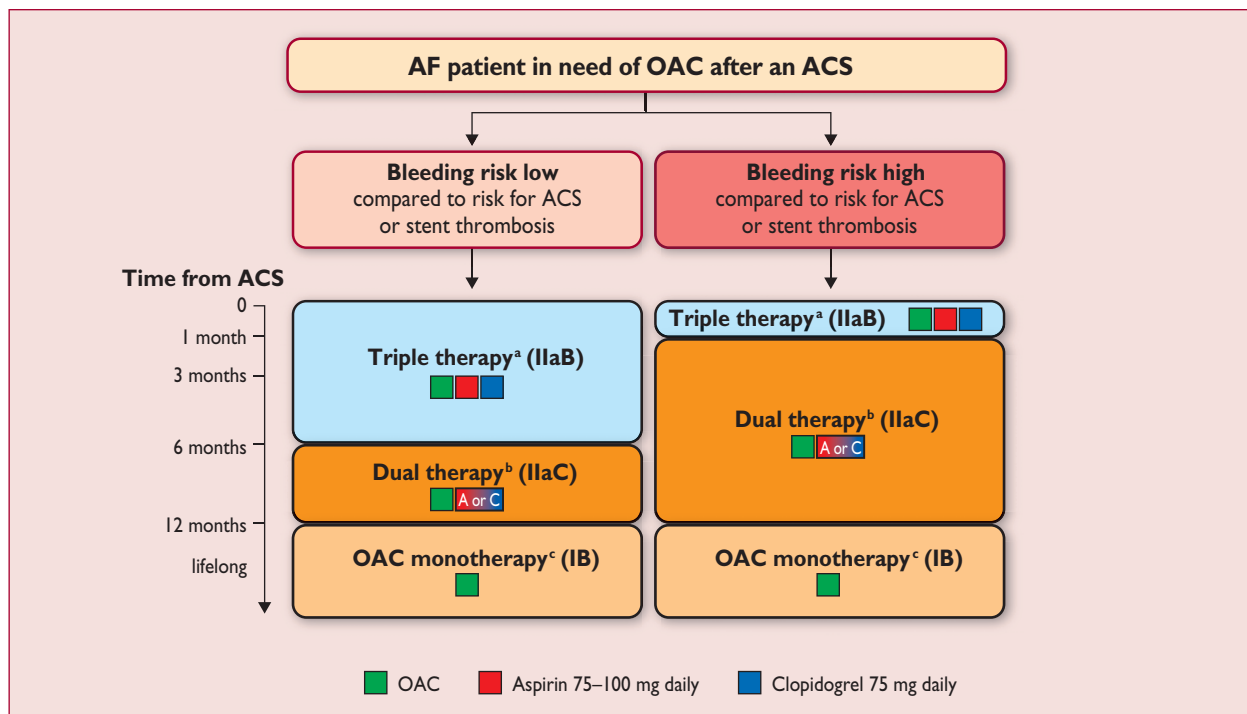 AF patient in need of OAC after an ACS
Bleeding risk low
compared to risk for ACS
or stent thrombosis
Bleeding risk high
compared to risk for ACS
or stent thrombosis
Time from ACS
0
1 month
3 months
6 months
12 months
lifelong
Triple therapyᵃ (IIaB)
Dual therapyᵇ (IIaC)
A or C
OAC monotherapyᶜ (IB)
Triple therapyᵃ (IIaB)
Dual therapyᵇ (IIaC)
A or C
OAC monotherapyᶜ (IB)
OAC
Aspirin 75–100 mg daily
Clopidogrel 75 mg daily